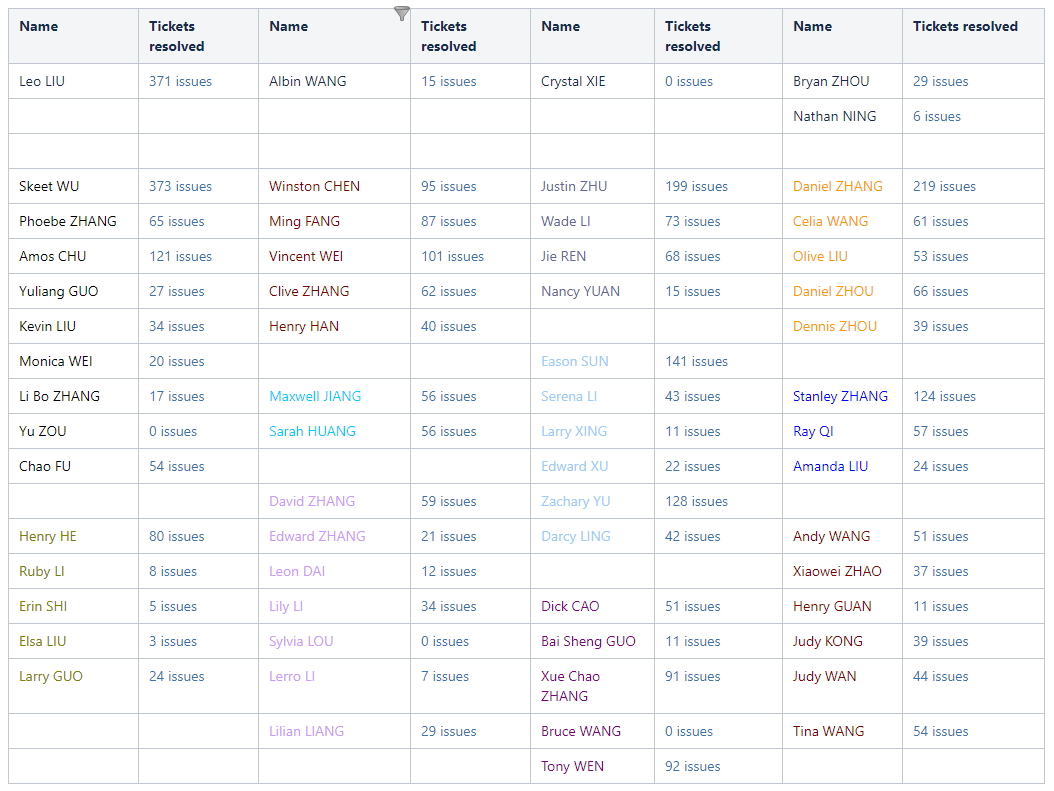 Name Tickets resolved Name Tickets resolved Name Tickets resolved Name Tickets resolved
Leo LIU 371 issues Albin WANG 15 issues Crystal XIE 0 issues Bryan ZHOU 29 issues
Nathan NING 6 issues
Skeet WU 373 issues Winston CHEN 95 issues Justin ZHU 199 issues Daniel ZHANG 219 issues
Phoebe ZHANG 65 issues Ming FANG 87 issues Wade LI 73 issues Celia WANG 61 issues
Amos CHU 121 issues Vincent WEI 101 issues Jie REN 68 issues Olive LIU 53 issues
Yuliang GUO 27 issues Clive ZHANG 62 issues Nancy YUAN 15 issues Daniel ZHOU 66 issues
Kevin LIU 34 issues Henry HAN 40 issues Dennis ZHOU 39 issues
Monica WEI 20 issues Eason SUN 141 issues
Li Bo ZHANG 17 issues Maxwell JIANG 56 issues Serena LI 43 issues Stanley ZHANG 124 issues
Yu ZOU 0 issues Sarah HUANG 56 issues Larry XING 11 issues Ray QI 57 issues
Chao FU 54 issues Edward XU 22 issues Amanda LIU 24 issues
David ZHANG 59 issues Zachary YU 128 issues
Henry HE 80 issues Edward ZHANG 21 issues Darcy LING 42 issues Andy WANG 51 issues
Ruby LI 8 issues Leon DAI 12 issues Xiaowei ZHAO 37 issues
Erin SHI 5 issues Lily LI 34 issues Dick CAO 51 issues Henry GUAN 11 issues
Elsa LIU 3 issues Sylvia LOU 0 issues Bai Sheng GUO 11 issues Judy KONG 39 issues
Larry GUO 24 issues Lerro LI 7 issues Xue Chao ZHANG 91 issues Judy WAN 44 issues
Lilian LIANG 29 issues Bruce WANG 0 issues Tina WANG 54 issues
Tony WEN 92 issues